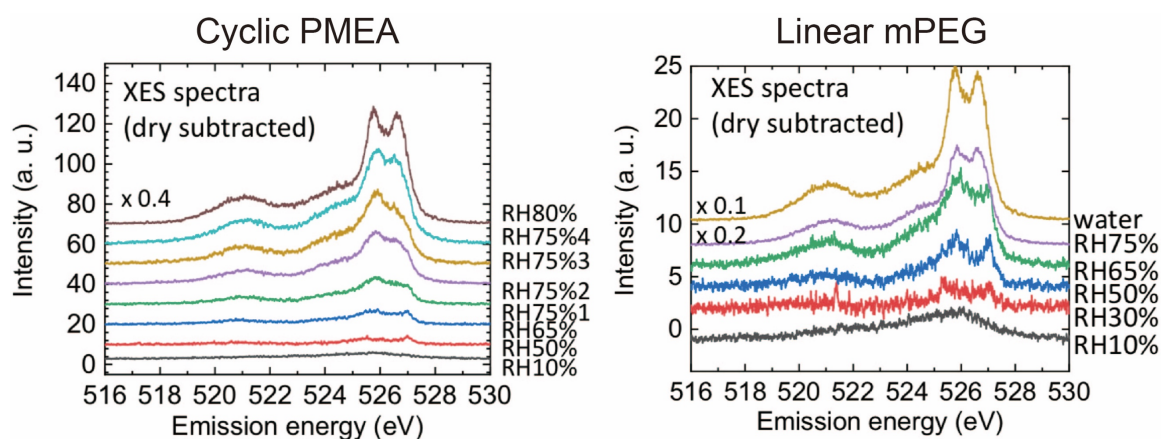 Cyclic PMEA
Linear mPEG
Intensity (a. u.)
140
120
100
80
60
40
20
0
XES spectra
(dry subtracted)
x 0.4
RH80%
RH75%4
RH75%3
RH75%2
RH75%1
RH65%
RH50%
RH10%
516 518 520 522 524 526 528 530
Emission energy (eV)
Intensity (a. u.)
25
20
15
10
5
0
XES spectra
(dry subtracted)
x 0.1
x 0.2
water
RH75%
RH65%
RH50%
RH30%
RH10%
516 518 520 522 524 526 528 530
Emission energy (eV)